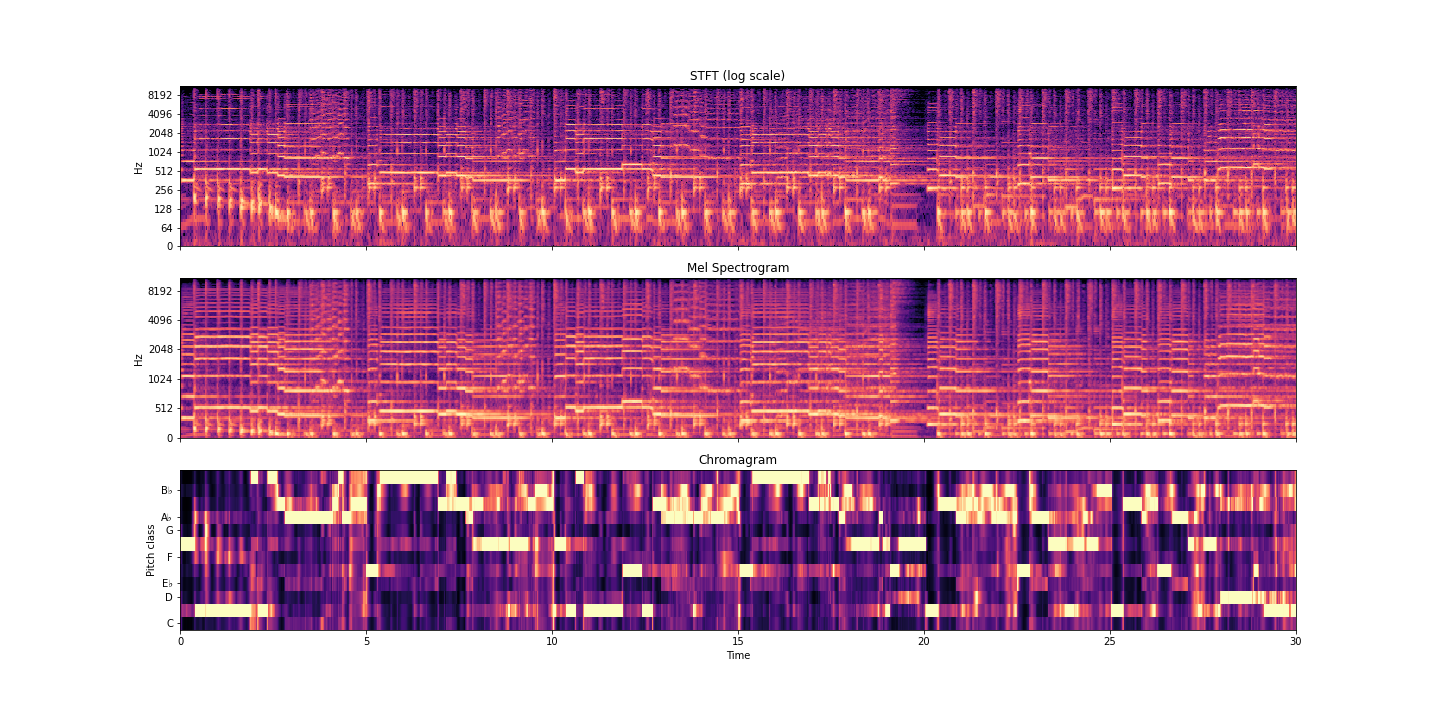 STFT (log scale)
8192
4096
2048
1024
512
256
128
64
0
Hz
Mel Spectrogram
8192
4096
2048
1024
512
0
Hz
Chromagram
B♭
A♭
G
F
E♭
D
C
Pitch class
0 5 10 15 20 25 30
Time